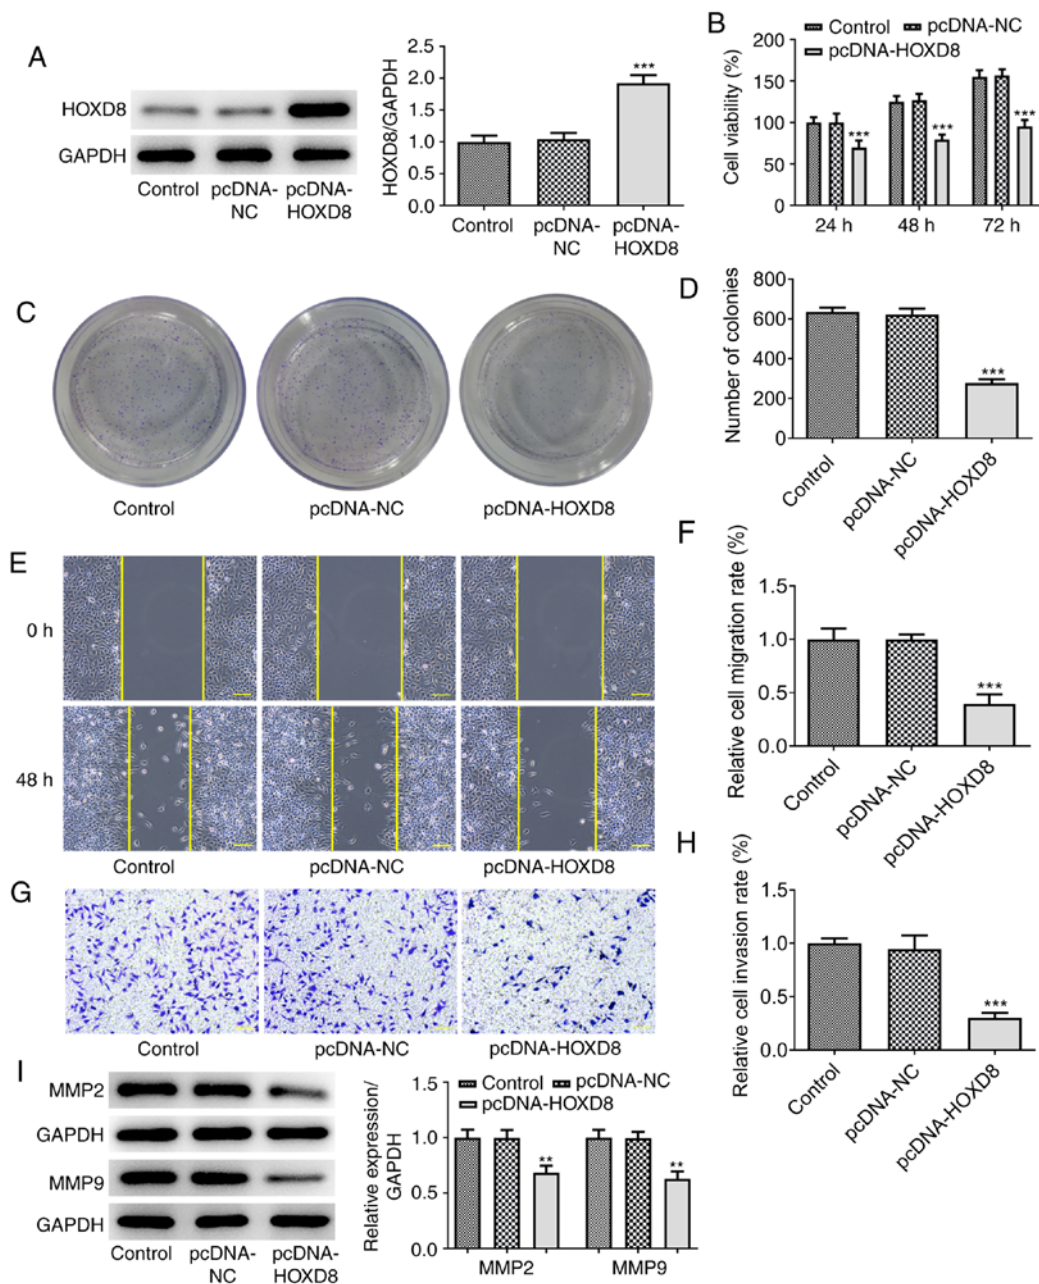 A
HOXD8
GAPDH
Control
pcDNA-
NC
pcDNA-
HOXD8
HOXD8/GAPDH
2.5
2.0
1.5
1.0
0.5
0.0
***
Control
pcDNA-
NC
pcDNA-
HOXD8
B
Control
pcDNA-NC
pcDNA-HOXD8
Cell viability (%)
200
150
100
50
0
***
***
***
24 h
48 h
72 h
C
Control
pcDNA-NC
pcDNA-HOXD8
D
Number of colonies
800
600
400
200
0
***
Control
pcDNA-NC
pcDNA-HOXD8
E
0 h
48 h
Control
pcDNA-NC
pcDNA-HOXD8
F
Relative cell migration rate (%)
1.5
1.0
0.5
0.0
***
Control
pcDNA-NC
pcDNA-HOXD8
G
Control
pcDNA-NC
pcDNA-HOXD8
H
Relative cell invasion rate (%)
1.5
1.0
0.5
0.0
***
Control
pcDNA-NC
pcDNA-HOXD8
I
MMP2
GAPDH
MMP9
GAPDH
Control
pcDNA-
NC
pcDNA-
HOXD8
Relative expression/
GAPDH
1.5
1.0
0.5
0.0
Control
pcDNA-NC
pcDNA-HOXD8
**
**
MMP2
MMP9